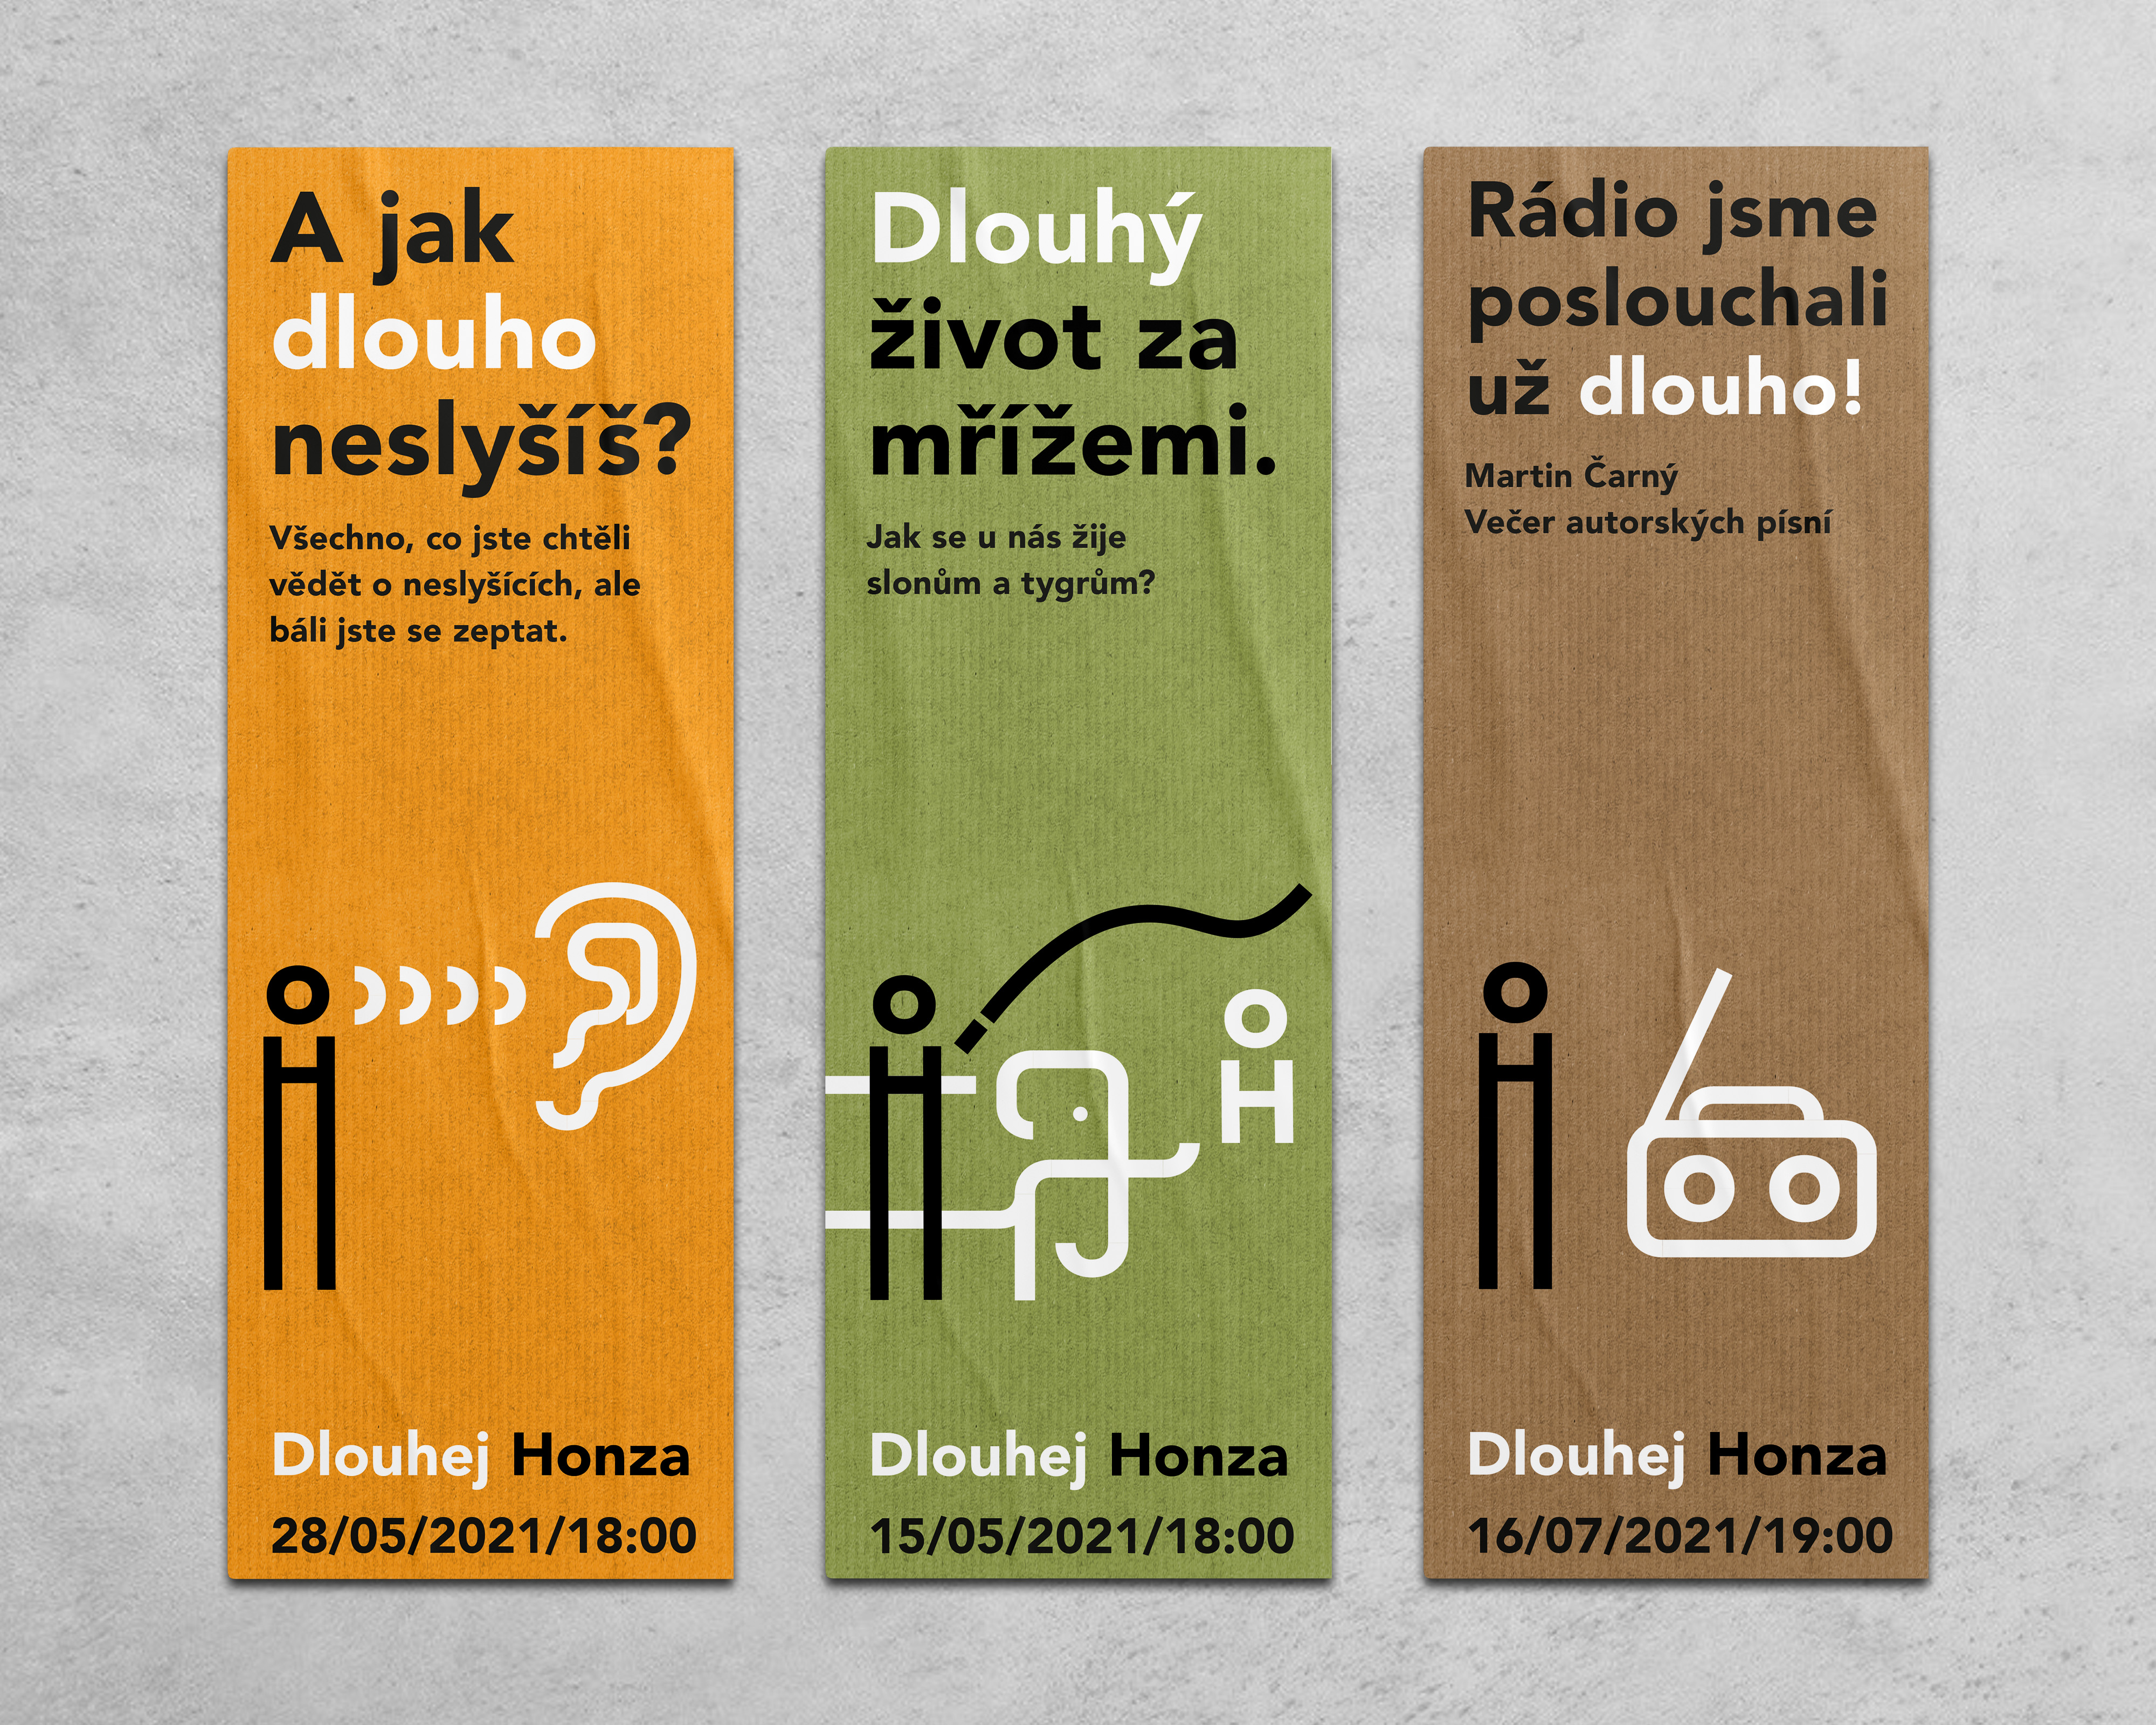 A jak
dlouho
neslyšíš?
Všechno, co jste chtěli
vědět o neslyšících, ale
báli jste se zeptat.
Dlouhej Honza
28/05/2021/18:00
Dlouhý
život za
mřížemi.
Jak se u nás žije
slonům a tygrům?
Dlouhej Honza
15/05/2021/18:00
Rádio jsme
poslouchali
už dlouho!
Martin Čarný
Večer autorských písní
Dlouhej Honza
16/07/2021/19:00